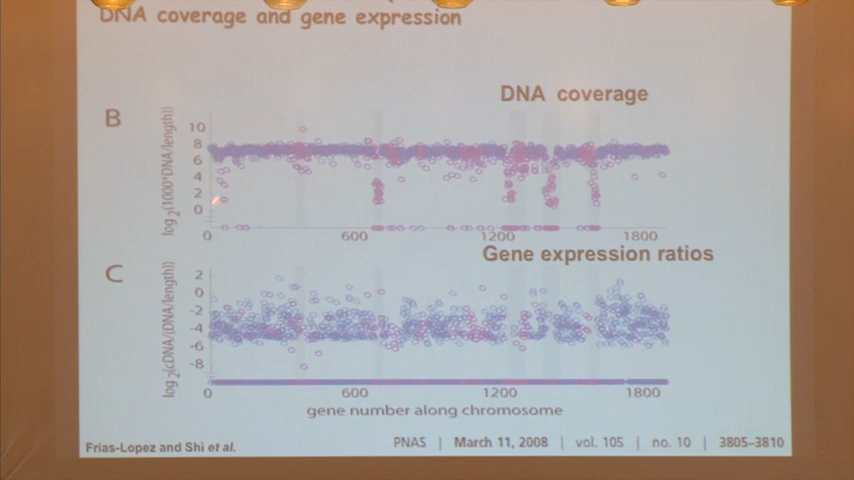 DNA coverage and gene expression
DNA coverage
B
log2(1000*DNA/length))
10
8
6
4
2
0
0 600 1200 1800
Gene expression ratios
C
log2(cDNA/(DNA/length))
2
0
-2
-4
-6
-8
0 600 1200 1800
gene number along chromosome
Frias-Lopez and Shi et al.
PNAS | March 11, 2008 | vol. 105 | no. 10 | 3805–3810